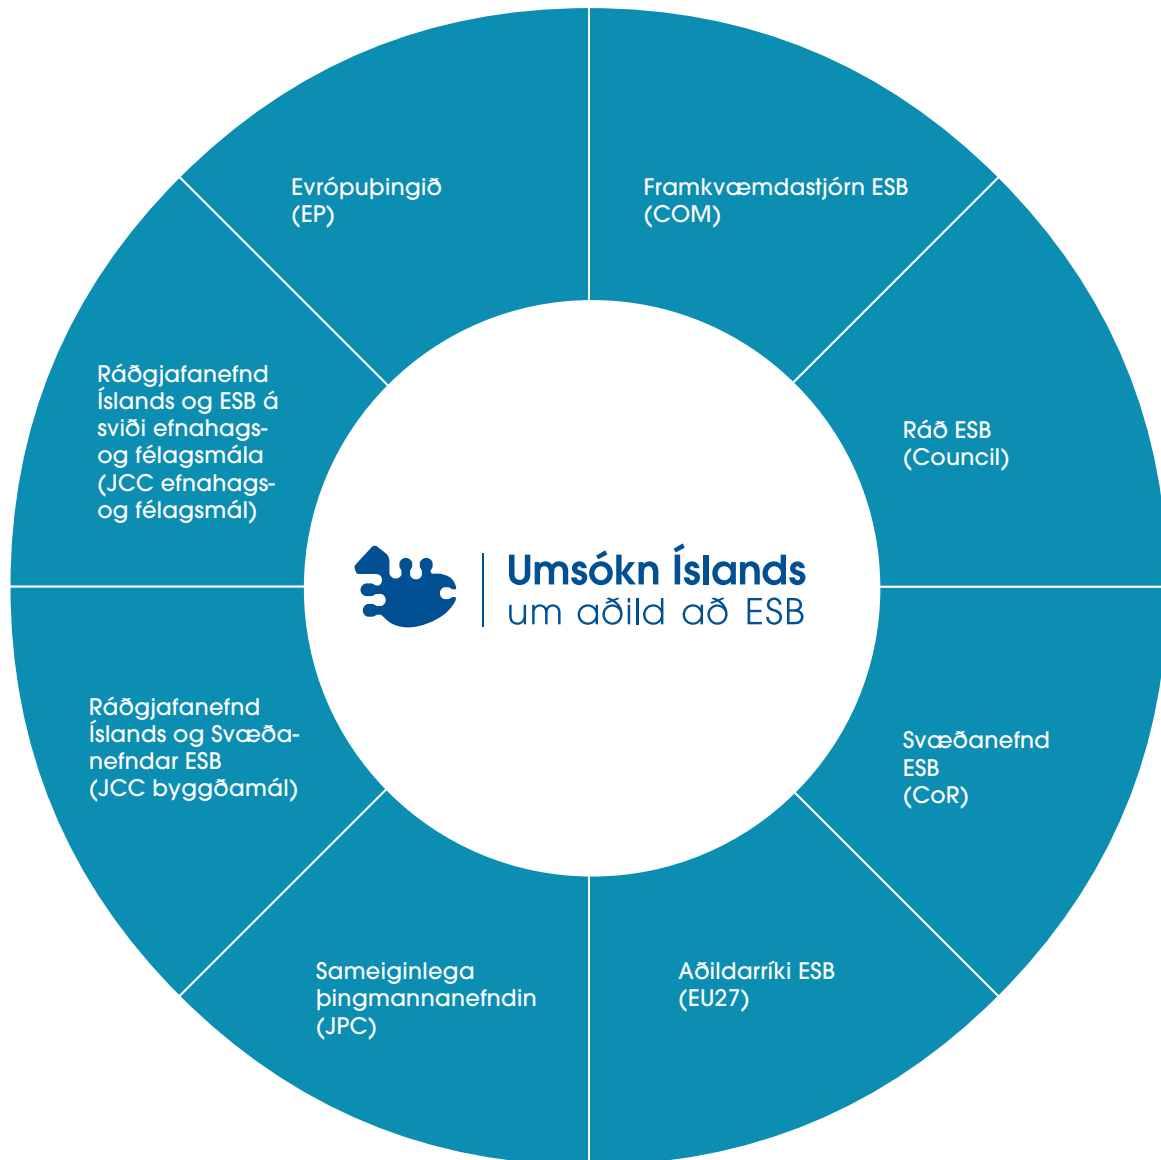 Evrópuþingið
(EP)
Framkvæmdastjórn ESB
(COM)
Ráðgjafanefnd
Íslands og ESB á
sviði efnahags-
og félagsmála
(JCC efnahags-
og félagsmál)
Ráð ESB
(Council)
Umsókn Íslands
um aðild að ESB
Ráðgjafanefnd
Íslands og Svæða-
nefndar ESB
(JCC byggðamál)
Svæðanefnd
ESB
(CoR)
Sameiginlega
þingmannanefndin
(JPC)
Aðildarríki ESB
(EU27)